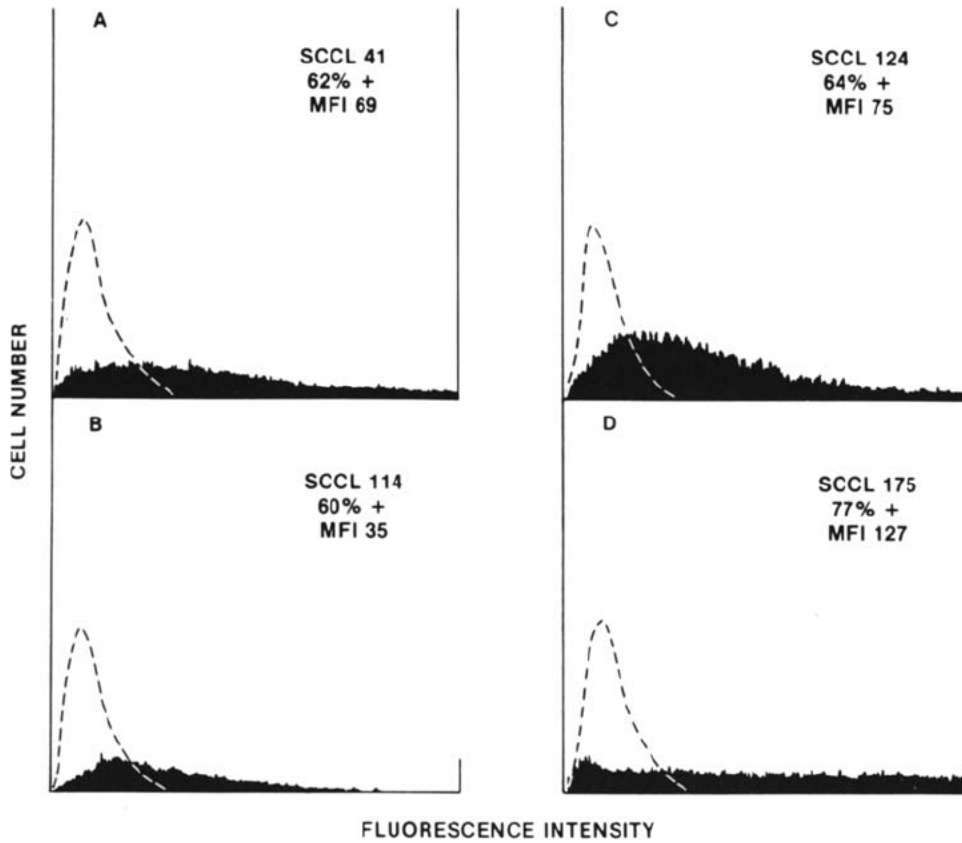 A
SCCL 41
62% +
MFI 69
C
SCCL 124
64% +
MFI 75
B
SCCL 114
60% +
MFI 35
D
SCCL 175
77% +
MFI 127
CELL NUMBER
FLUORESCENCE INTENSITY